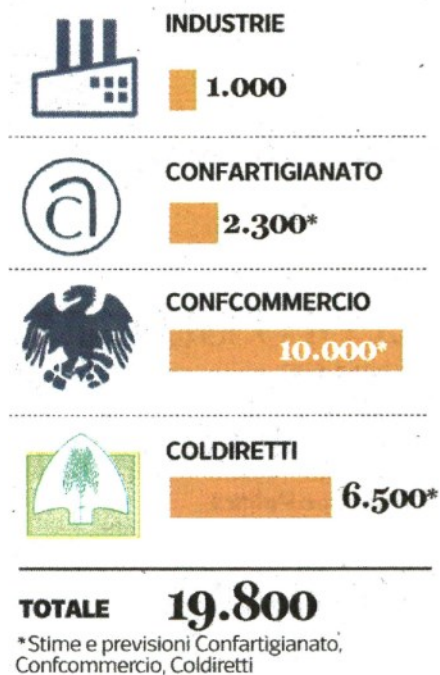 INDUSTRIE
1.000
CONFARTIGIANATO
2.300*
CONFCOMMERCIO
10.000*
COLDIRETTI
6.500*
TOTALE 19.800
*Stime e previsioni Confartigianato,
Confcommercio, Coldiretti